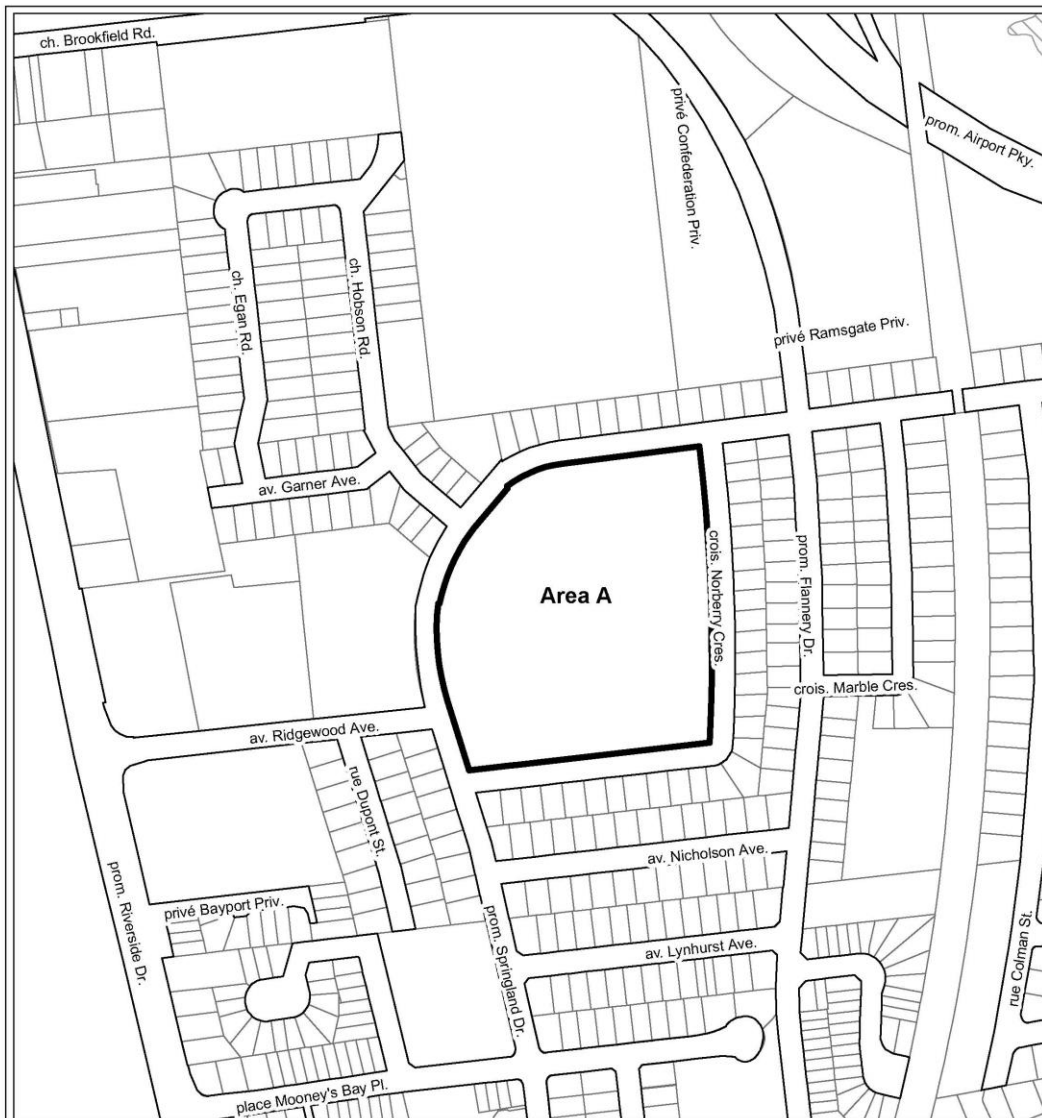 ch. Brookfield Rd.
privé Confederation Priv.
prom. Airport Pky.
ch. Egan Rd.
ch. Hobson Rd.
privé Ramsgate Priv.
av. Garner Ave.
Area A
crois. Norberry Cres.
prom. Flannery Dr.
crois. Marble Cres.
av. Ridgewood Ave.
rue Dupont St.
av. Nicholson Ave.
prom. Riverside Dr.
privé Bayport Priv.
prom. Springland Dr.
av. Lynhurst Ave.
rue Colman St.
place Mooney's Bay Pl.